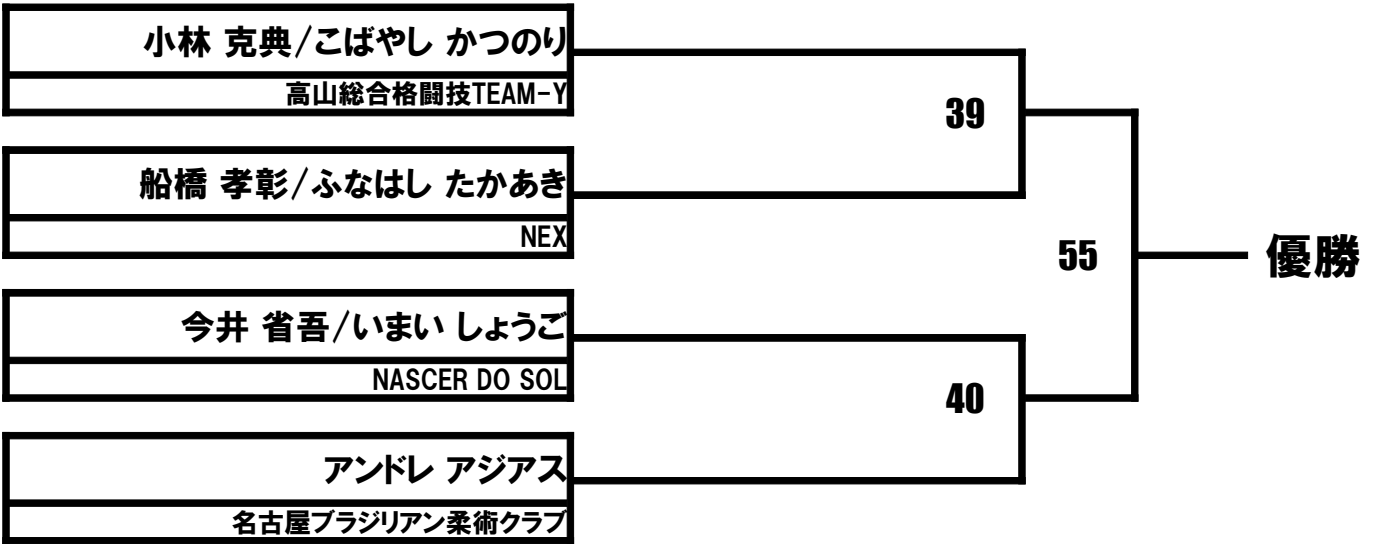 小林 克典/こばやし かつのり
高山総合格闘技TEAM-Y
39
船橋 孝彰/ふなはし たかあき
NEX
55
優勝
今井 省吾/いまい しょうご
NASCER DO SOL
40
アンドレ アジアス
名古屋ブラジリアン柔術クラブ